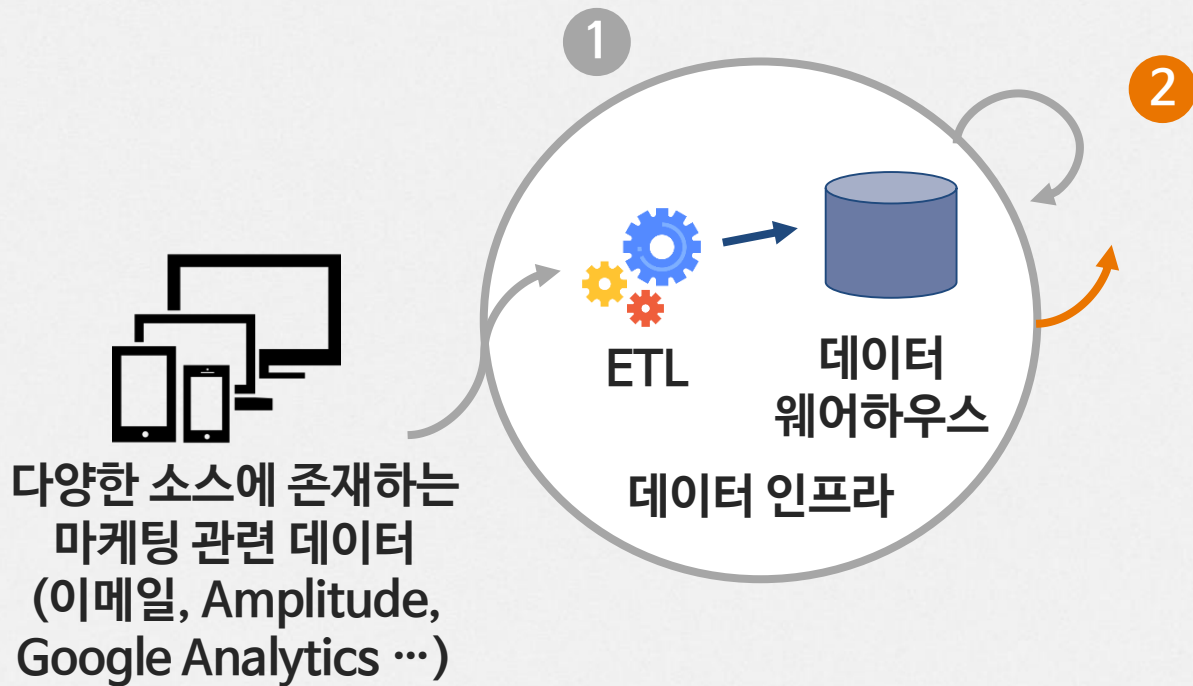 1
2
ETL
데이터
웨어하우스
데이터 인프라
다양한 소스에 존재하는
마케팅 관련 데이터
(이메일, Amplitude,
Google Analytics …)